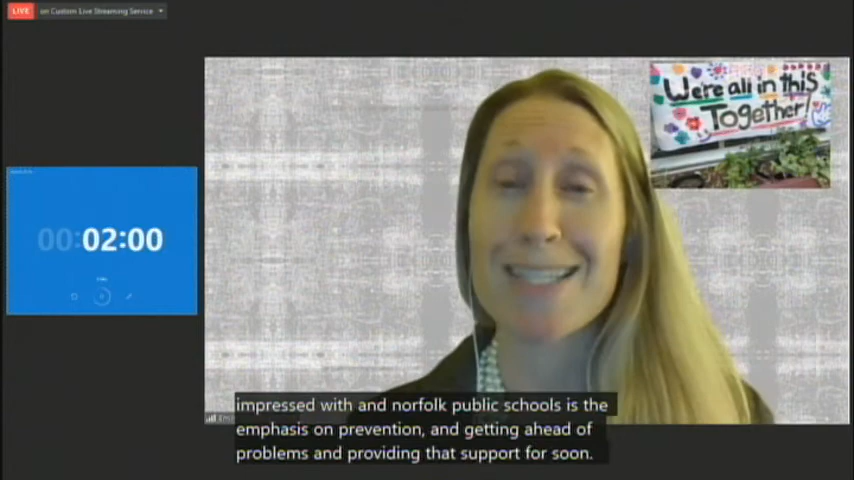 LIVE on Custom Live Streaming Service
We're all in this
Together!
00:02:00
impressed with and norfolk public schools is the
emphasis on prevention, and getting ahead of
problems and providing that support for soon.